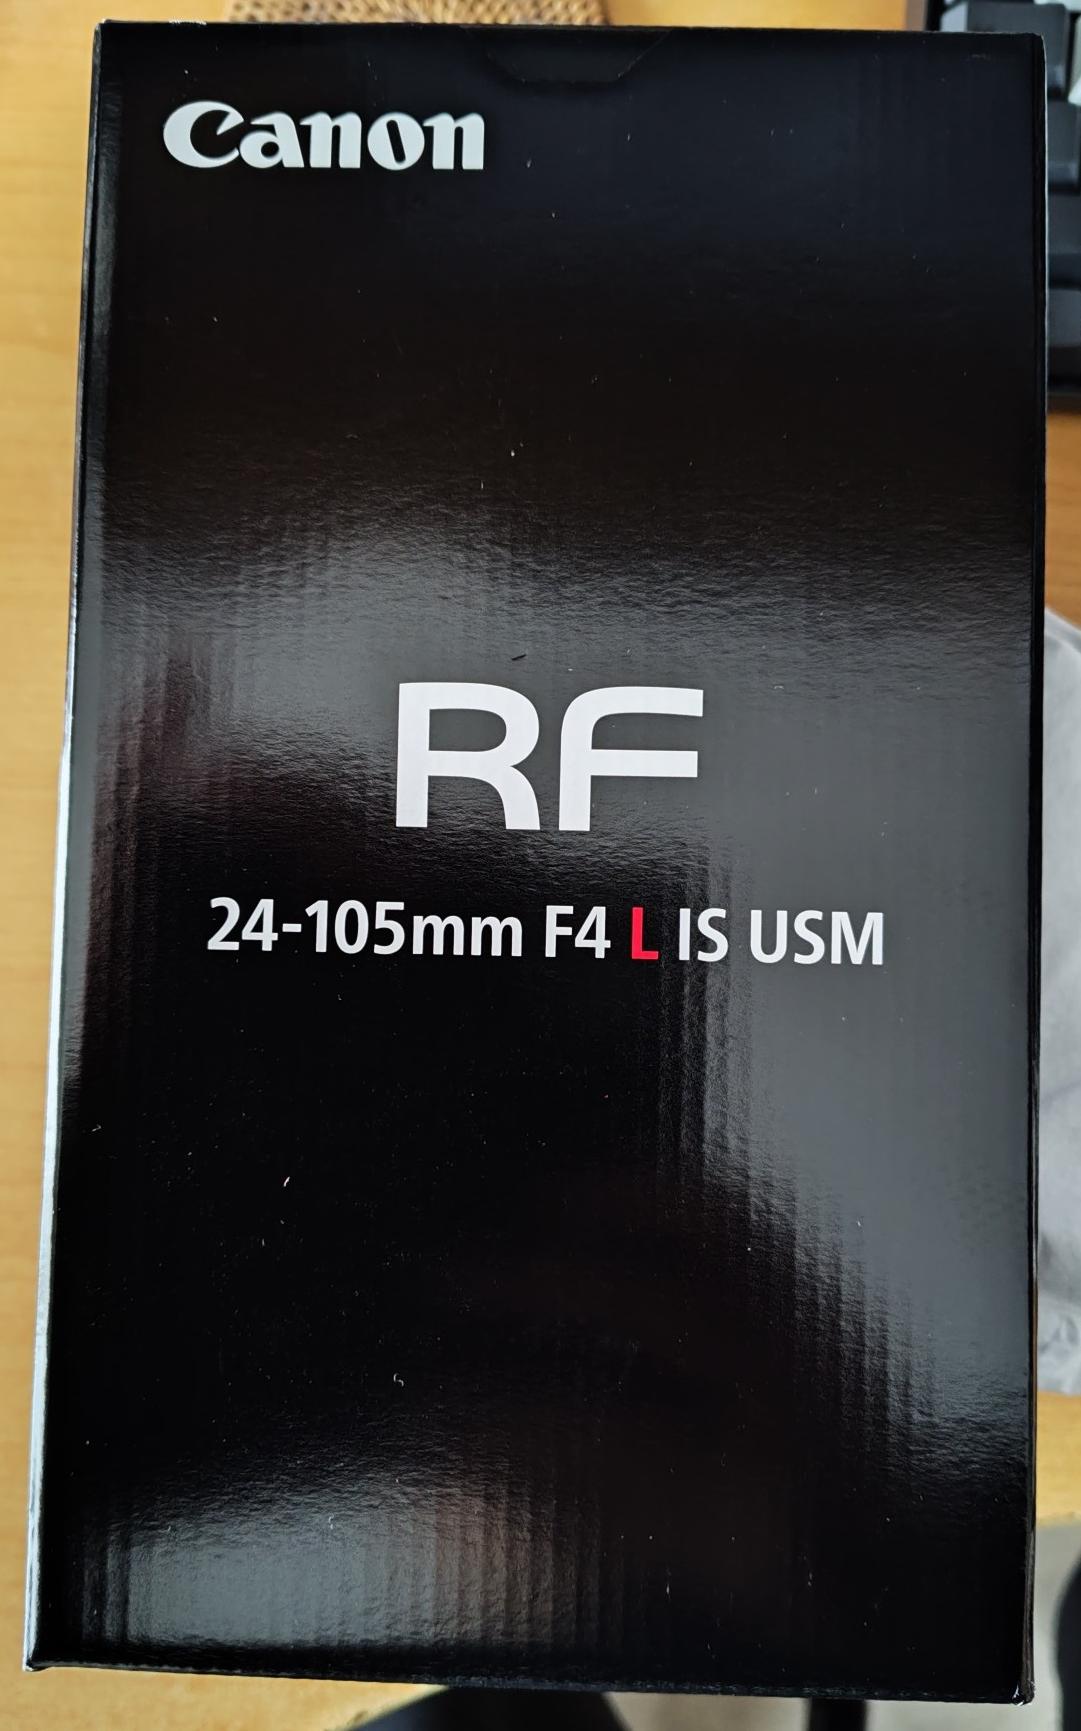 Canon
RF
24-105mm F4 L IS USM